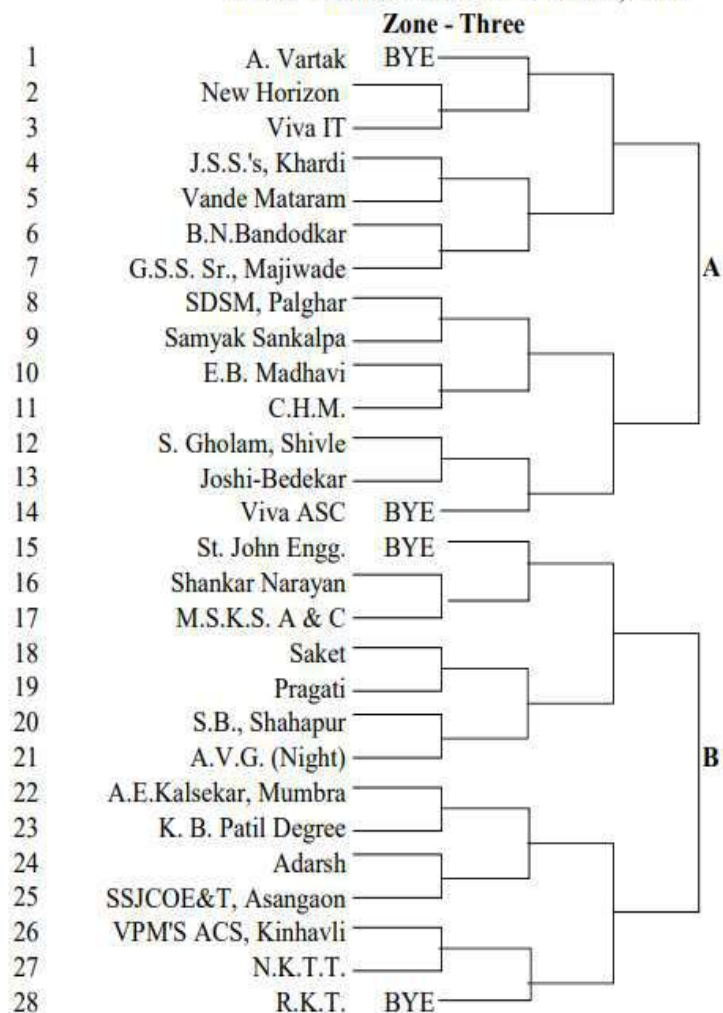 Zone - Three
1 A. Vartak BYE
2 New Horizon
3 Viva IT
4 J.S.S.'s, Khardi
5 Vande Mataram
6 B.N.Bandodkar
7 G.S.S. Sr., Majiwade
A
8 SDSM, Palghar
9 Samyak Sankalpa
10 E.B. Madhavi
11 C.H.M.
12 S. Gholam, Shivle
13 Joshi-Bedekar
14 Viva ASC BYE
15 St. John Engg. BYE
16 Shankar Narayan
17 M.S.K.S. A & C
18 Saket
19 Pragati
20 S.B., Shahapur
21 A.V.G. (Night)
B
22 A.E.Kalsekar, Mumbra
23 K. B. Patil Degree
24 Adarsh
25 SSJCOE&T, Asangaon
26 VPM'S ACS, Kinhavli
27 N.K.T.T.
28 R.K.T. BYE